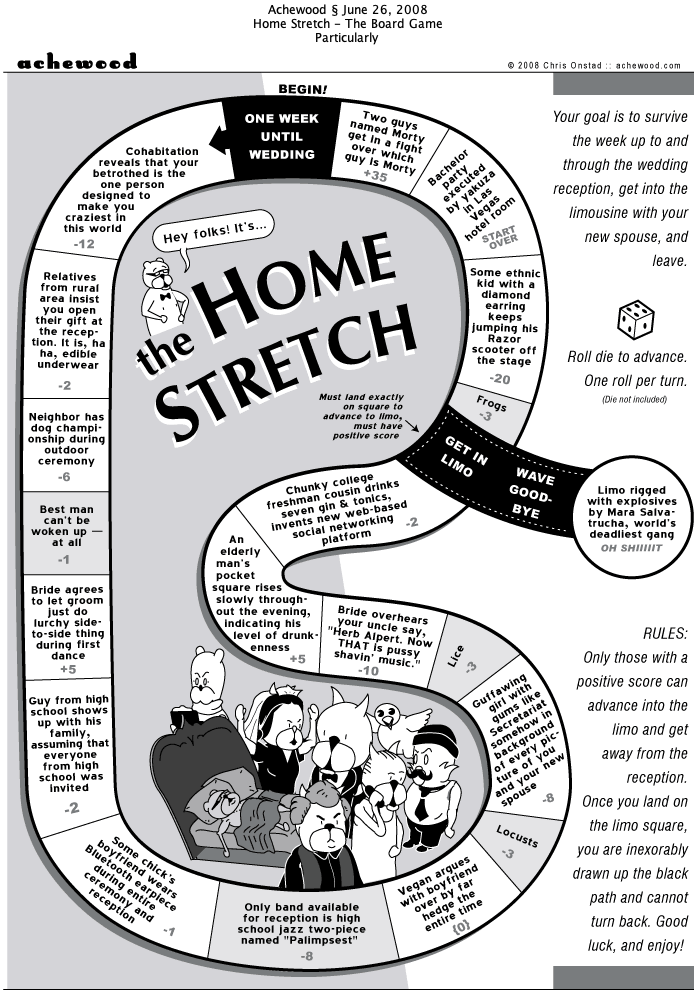 Achewood § June 26, 2008
Home Stretch – The Board Game
Particularly
achewood
© 2008 Chris Onstad :: achewood.com
BEGIN!
ONE WEEK
UNTIL
WEDDING
Cohabitation
reveals that your
betrothed is the
one person
designed to
make you
craziest in
this world
-12
Relatives
from rural
area insist
you open
their gift at
the recep-
tion. It is, ha
ha, edible
underwear
-2
Neighbor has
dog champi-
onship during
outdoor
ceremony
-6
Best man
can't be
woken up —
at all
-1
Bride agrees
to let groom
just do
lurchy side-
to-side thing
during first
dance
+5
Guy from high
school shows
up with his
family,
assuming that
everyone
from high
school was
invited
-2
Some chick's
boyfriend wears
Bluetooth earpiece
during entire
ceremony and
reception
-1
Only band available
for reception is high
school jazz two-piece
named "Palimpsest"
-8
Vegan argues
with boyfriend
over by far
hedge the
entire time
{0}
Locusts
-3
Guffawing
girl with
gums like
Secretariat
somehow in
background
of every pic-
ture of you
and your new
spouse
-8
Lice
-3
Bride overhears
your uncle say,
"Herb Alpert. Now
THAT is pussy
shavin' music."
-10
An
elderly
man's
pocket
square rises
slowly through-
out the evening,
indicating his
level of drunk-
enness
+5
Chunky college
freshman cousin drinks
seven gin & tonics,
invents new web-based
social networking
platform
-2
GET IN
LIMO
WAVE
GOOD-
BYE
Limo rigged
with explosives
by Mara Salva-
trucha, world's
deadliest gang
OH SHIIIIT
Frogs
-3
Some ethnic
kid with a
diamond
earring
keeps
jumping his
Razor
scooter off
the stage
-20
Bachelor
party
executed
by yakuza
in Las
Vegas
hotel room
START
OVER
Two guys
named Morty
get in a fight
over which
guy is Morty
+35
Hey folks! It's...
the HOME
STRETCH
Must land exactly
on square to
advance to limo,
must have
positive score
Your goal is to survive
the week up to and
through the wedding
reception, get into the
limousine with your
new spouse, and
leave.
Roll die to advance.
One roll per turn.
(Die not included)
RULES:
Only those with a
positive score can
advance into the
limo and get
away from the
reception.
Once you land on
the limo square,
you are inexorably
drawn up the black
path and cannot
turn back. Good
luck, and enjoy!